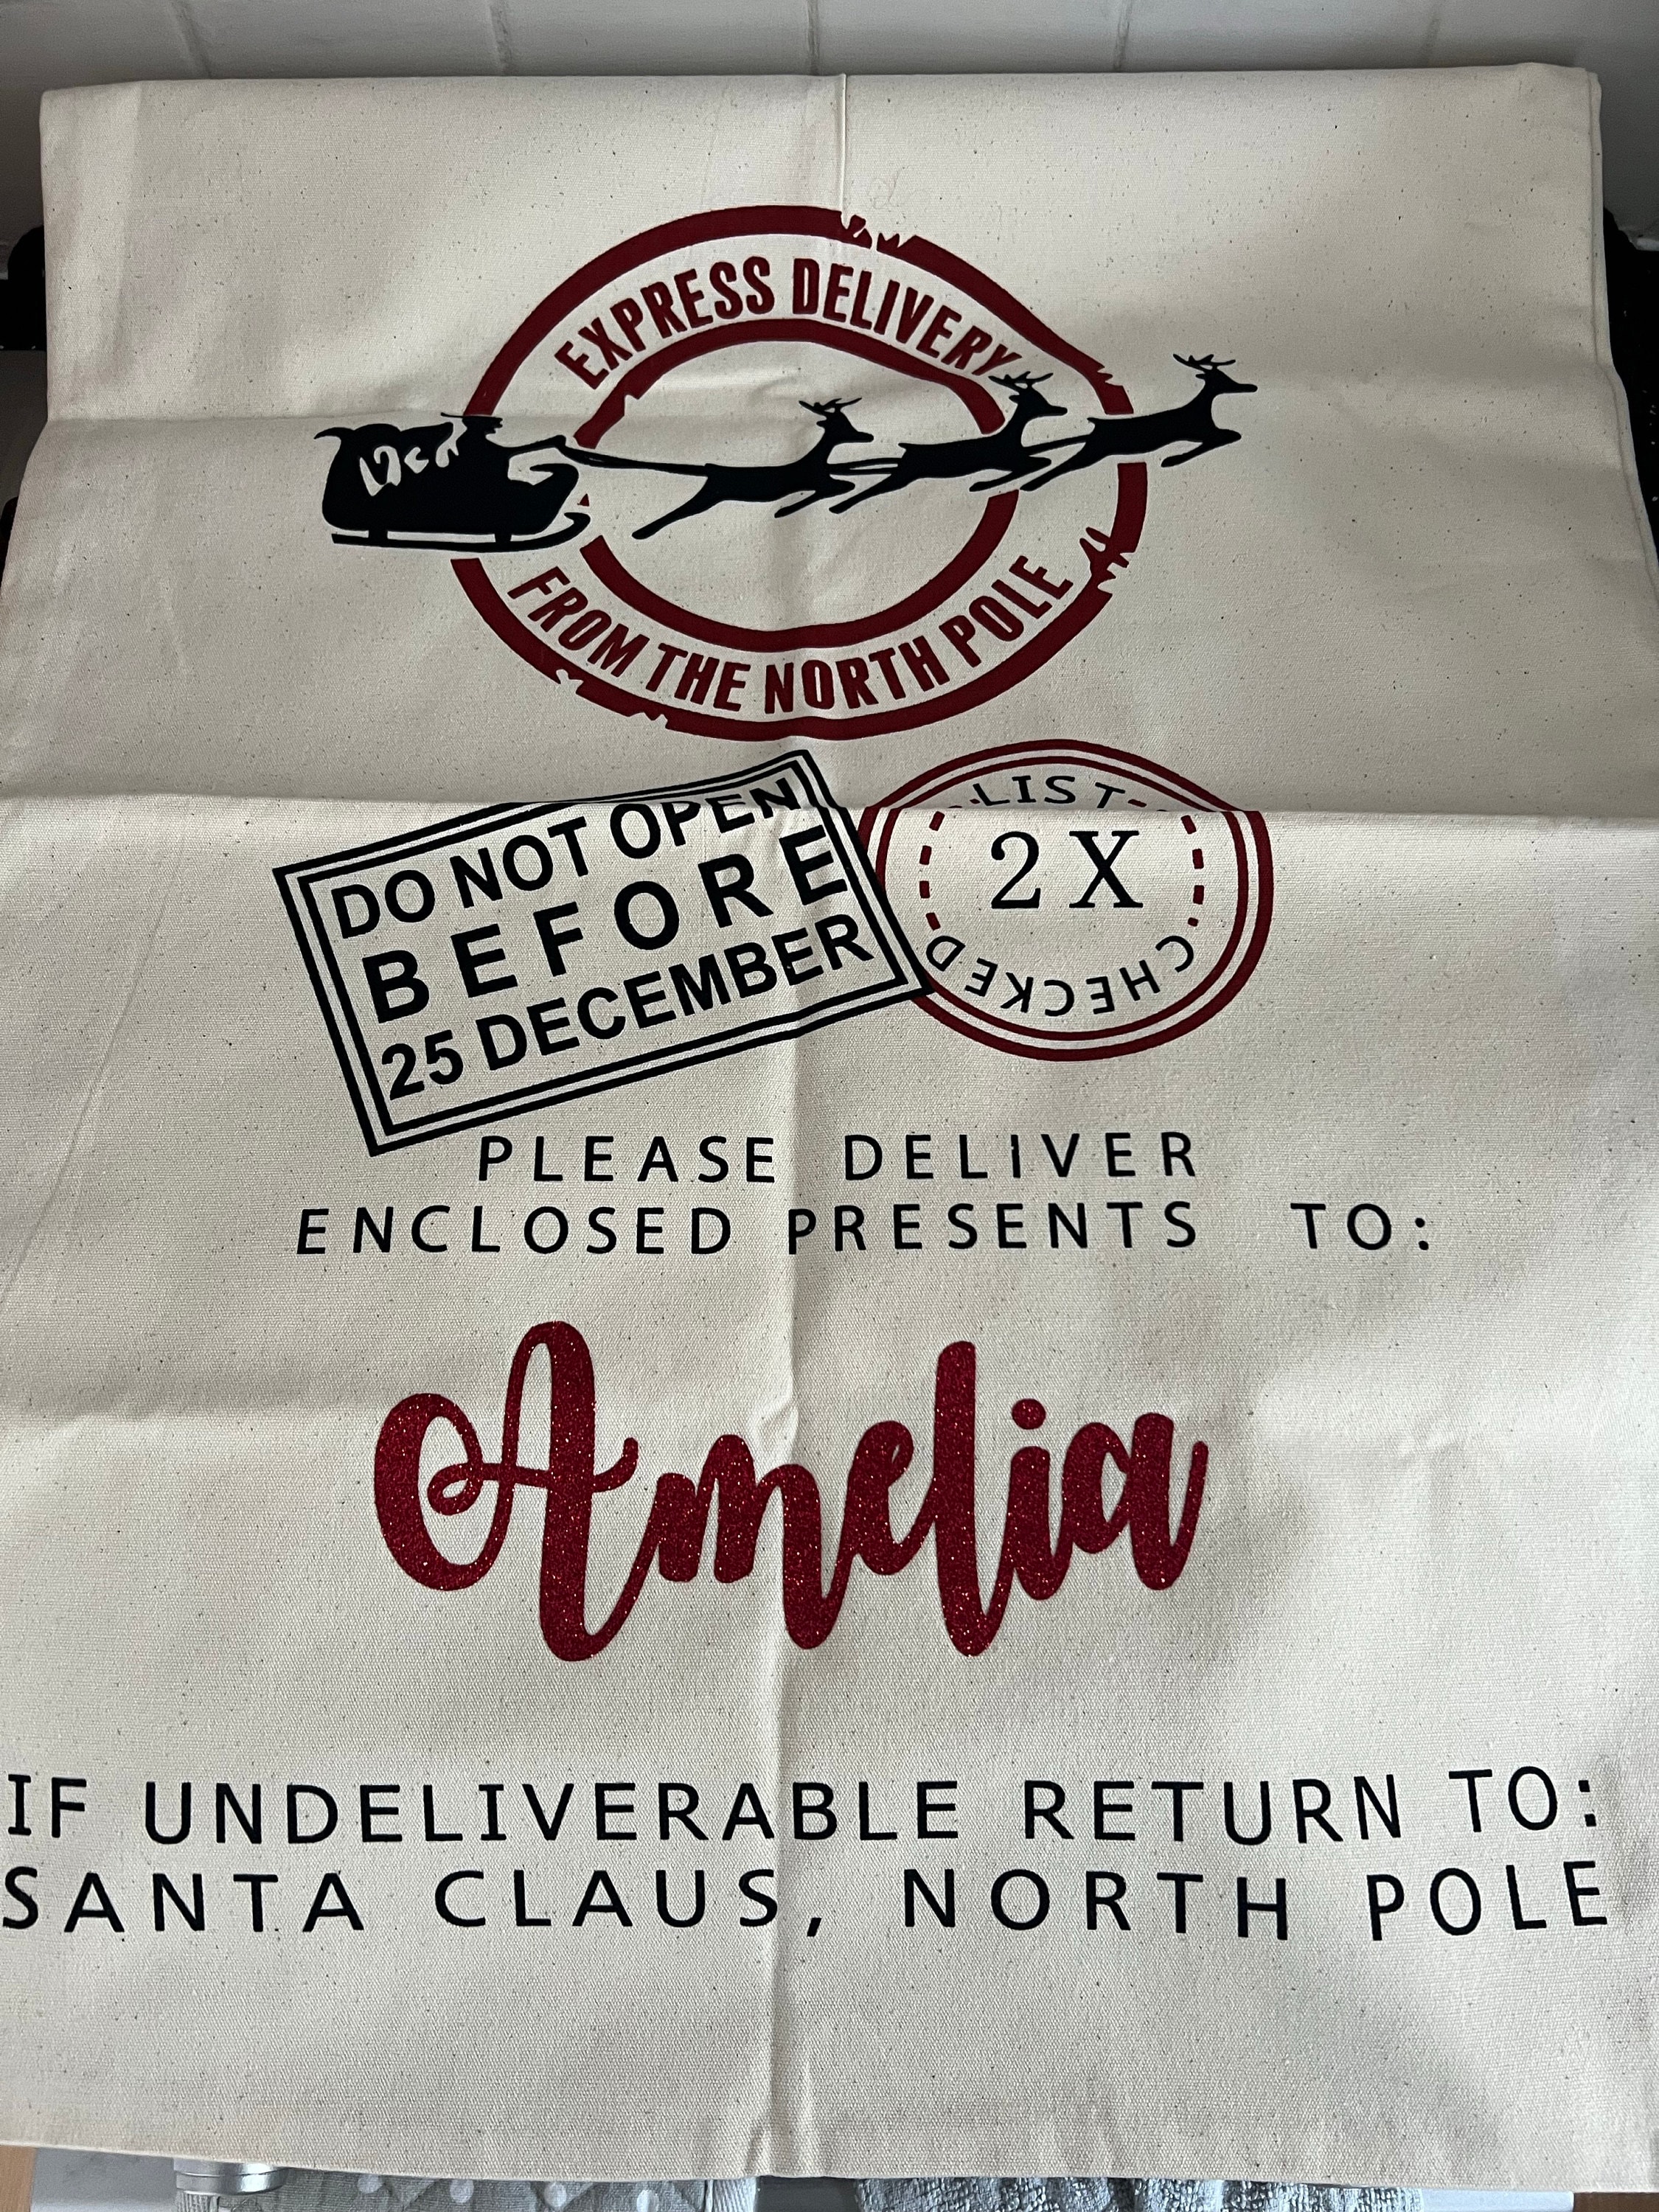 EXPRESS DELIVERY
FROM THE NORTH POLE
DO NOT OPEN
BEFORE
25 DECEMBER
LIST
2X
CHECKED
PLEASE DELIVER
ENCLOSED PRESENTS TO:
Amelia
IF UNDELIVERABLE RETURN TO:
SANTA CLAUS, NORTH POLE